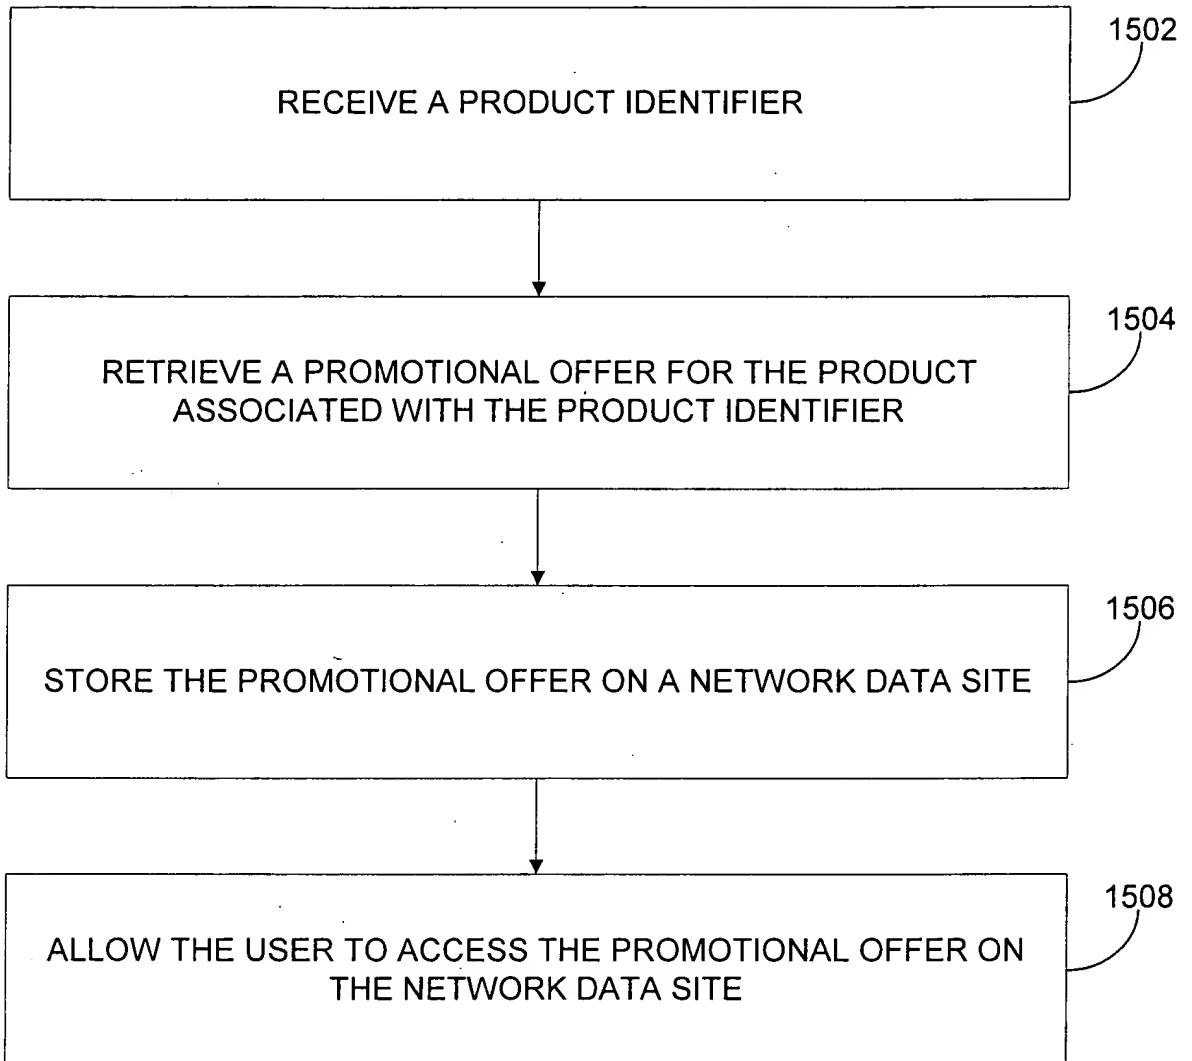 1502
RECEIVE A PRODUCT IDENTIFIER
1504
RETRIEVE A PROMOTIONAL OFFER FOR THE PRODUCT
ASSOCIATED WITH THE PRODUCT IDENTIFIER
1506
STORE THE PROMOTIONAL OFFER ON A NETWORK DATA SITE
1508
ALLOW THE USER TO ACCESS THE PROMOTIONAL OFFER ON
THE NETWORK DATA SITE